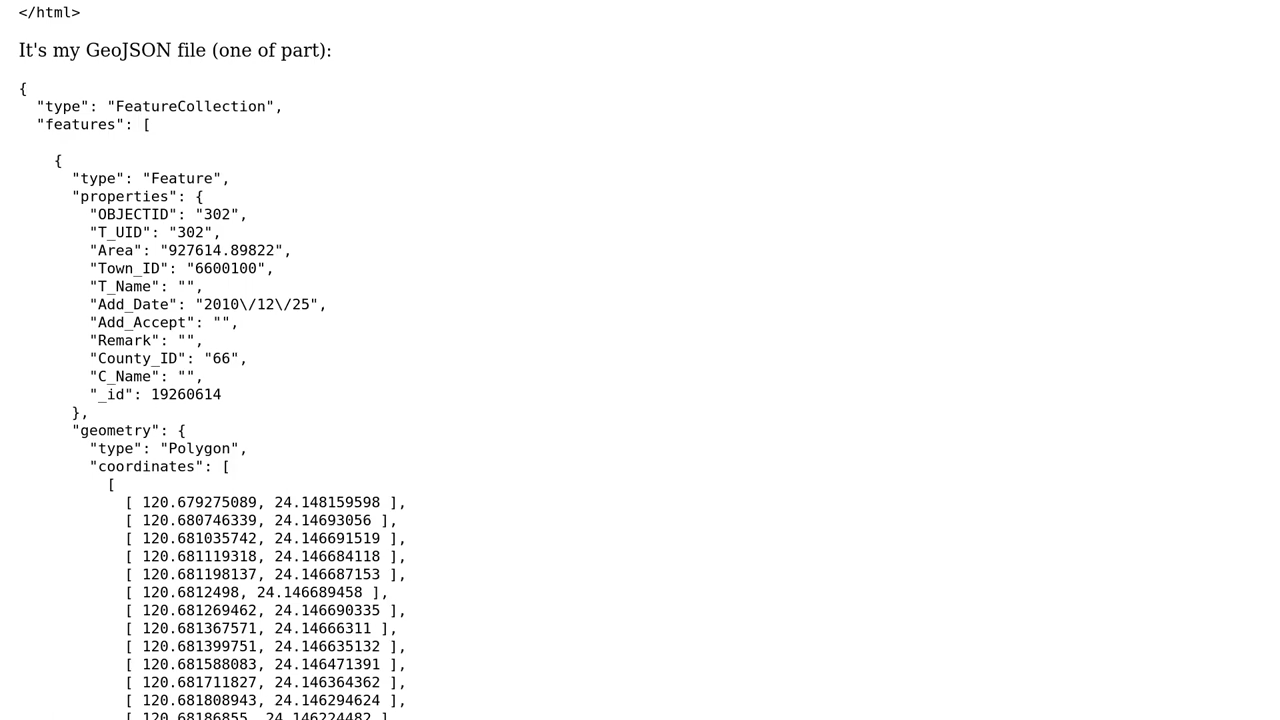 </html>
It's my GeoJSON file (one of part):
{
  "type": "FeatureCollection",
  "features": [
    {
      "type": "Feature",
      "properties": {
        "OBJECTID": "302",
        "T_UID": "302",
        "Area": "927614.89822",
        "Town_ID": "6600100",
        "T_Name": "",
        "Add_Date": "2010\/12\/25",
        "Add_Accept": "",
        "Remark": "",
        "County_ID": "66",
        "C_Name": "",
        "_id": 19260614
      },
      "geometry": {
        "type": "Polygon",
        "coordinates": [
          [
            [ 120.679275089, 24.148159598 ],
            [ 120.680746339, 24.14693056 ],
            [ 120.681035742, 24.146691519 ],
            [ 120.681119318, 24.146684118 ],
            [ 120.681198137, 24.146687153 ],
            [ 120.6812498, 24.146689458 ],
            [ 120.681269462, 24.146690335 ],
            [ 120.681367571, 24.14666311 ],
            [ 120.681399751, 24.146635132 ],
            [ 120.681588083, 24.146471391 ],
            [ 120.681711827, 24.146364362 ],
            [ 120.681808943, 24.146294624 ],
            [ 120.68186855, 24.146224482 ]